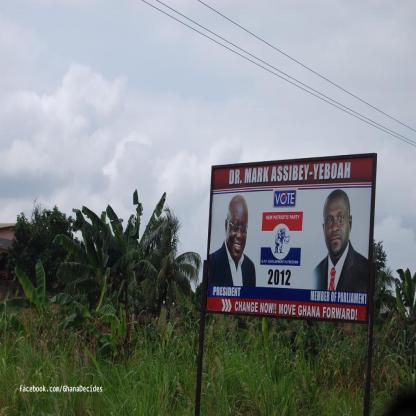 DR. MARK ASSIBEY-YEBOAH
VOTE
NEW PATRIOTIC PARTY
2012
PRESIDENT
MEMBER OF PARLIAMENT
CHANGE NOW!! MOVE GHANA FORWARD!
facebook.com/GhanaDecides